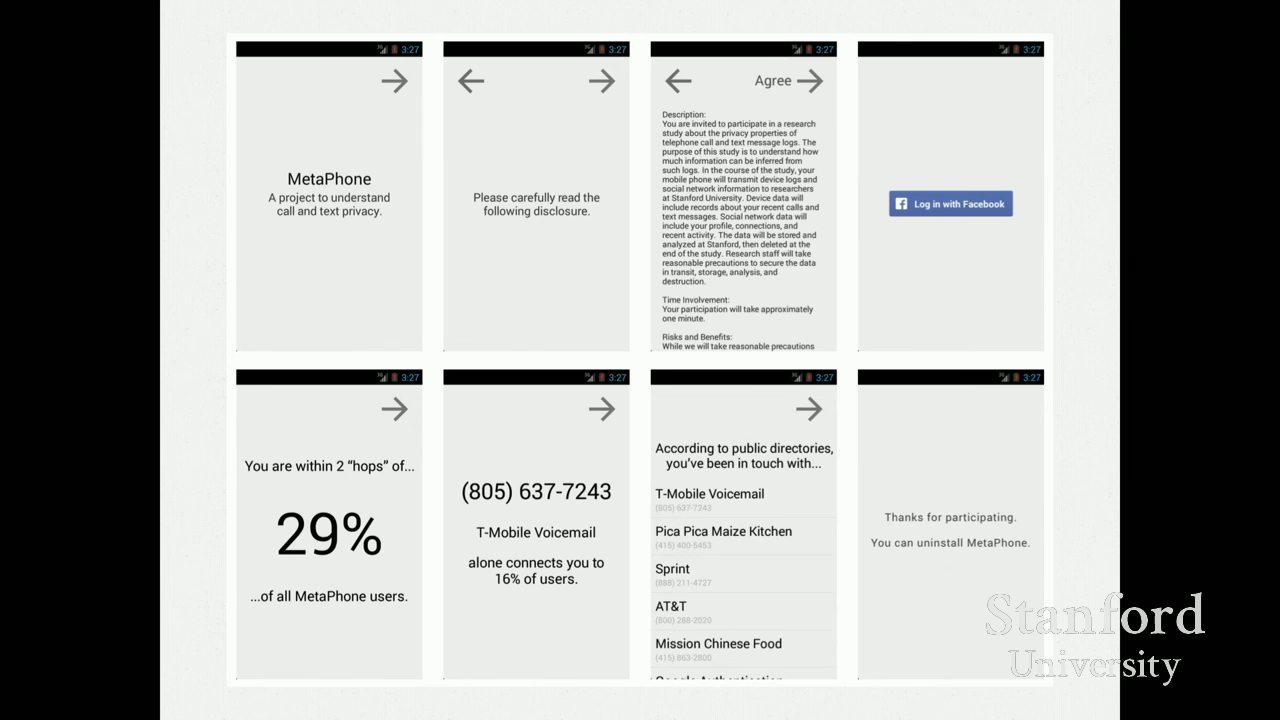 3:27
MetaPhone
A project to understand
call and text privacy.
3:27
Please carefully read the
following disclosure.
3:27
Agree
Description:
You are invited to participate in a research
study about the privacy properties of
telephone call and text message logs. The
purpose of this study is to understand how
much information can be inferred from
such logs. In the course of the study, your
mobile phone will transmit device logs and
social network information to researchers
at Stanford University. Device data will
include records about your recent calls and
text messages. Social network data will
include your profile, connections, and
recent activity. The data will be stored and
analyzed at Stanford, then deleted at the
end of the study. Research staff will take
reasonable precautions to secure the data
in transit, storage, analysis, and
destruction.
Time Involvement:
Your participation will take approximately
one minute.
Risks and Benefits:
While we will take reasonable precautions
3:27
Log in with Facebook
3:27
You are within 2 “hops” of...
29%
...of all MetaPhone users.
3:27
(805) 637-7243
T-Mobile Voicemail
alone connects you to
16% of users.
3:27
According to public directories,
you’ve been in touch with...
T-Mobile Voicemail
(805) 637-7243
Pica Pica Maize Kitchen
(415) 400-5453
Sprint
(888) 211-4727
AT&T
(800) 288-2020
Mission Chinese Food
(415) 863-2800
3:27
Thanks for participating.
You can uninstall MetaPhone.
Stanford
University